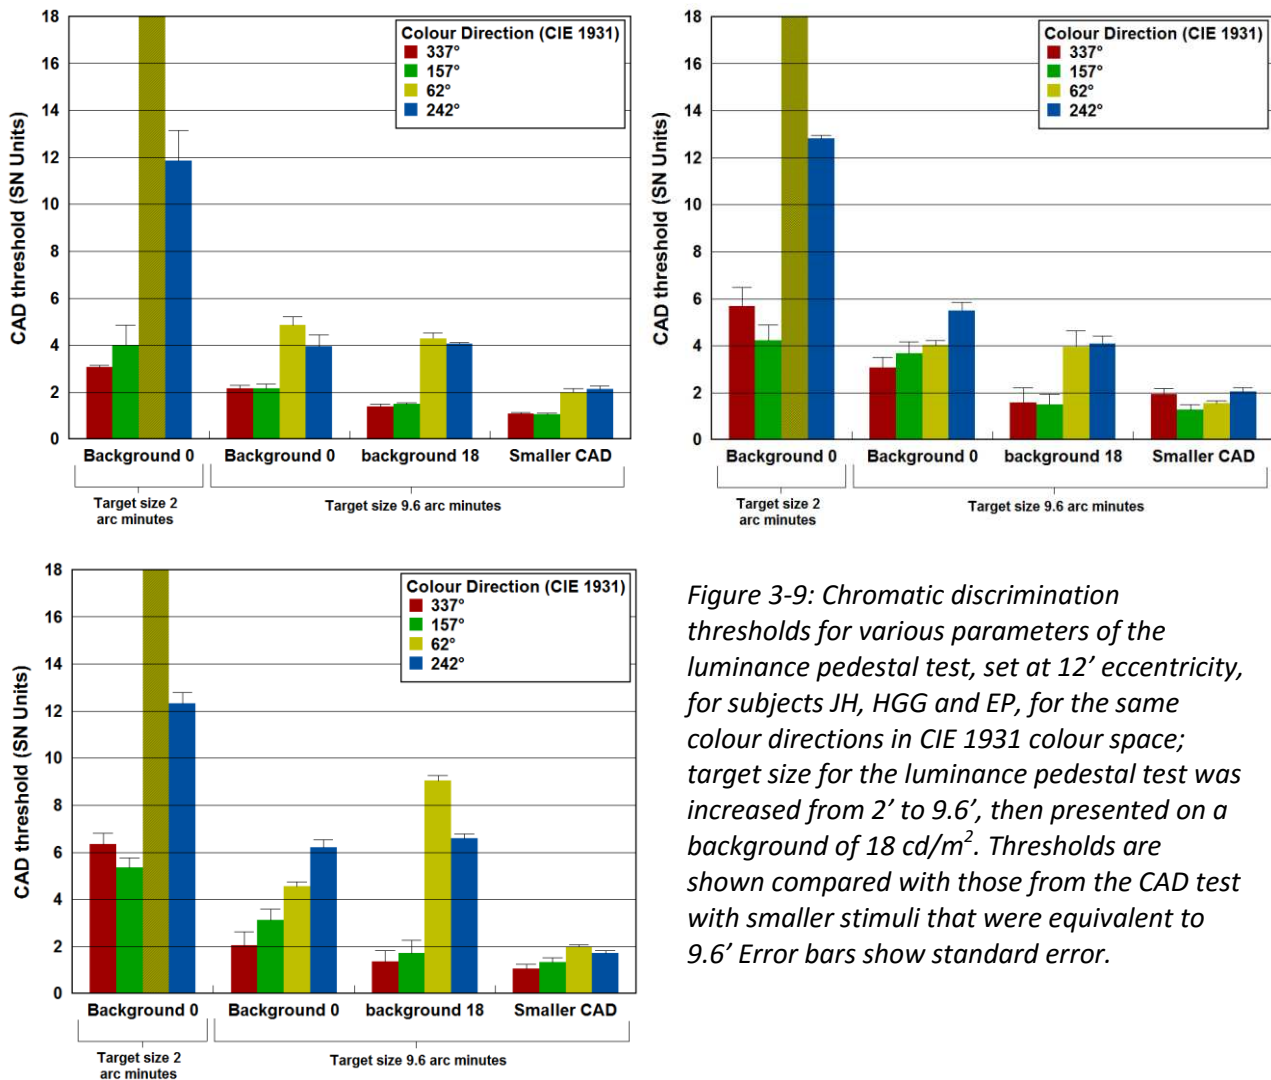 18
16
14
12
10
8
6
4
2
0
CAD threshold (SN Units)
Colour Direction (CIE 1931)
337°
157°
62°
242°
Background 0
Background 0
background 18
Smaller CAD
Target size 2
arc minutes
Target size 9.6 arc minutes
18
16
14
12
10
8
6
4
2
0
CAD threshold (SN Units)
Colour Direction (CIE 1931)
337°
157°
62°
242°
Background 0
Background 0
background 18
Smaller CAD
Target size 2
arc minutes
Target size 9.6 arc minutes
18
16
14
12
10
8
6
4
2
0
CAD threshold (SN Units)
Colour Direction (CIE 1931)
337°
157°
62°
242°
Background 0
Background 0
background 18
Smaller CAD
Target size 2
arc minutes
Target size 9.6 arc minutes
Figure 3-9: Chromatic discrimination
thresholds for various parameters of the
luminance pedestal test, set at 12’ eccentricity,
for subjects JH, HGG and EP, for the same
colour directions in CIE 1931 colour space;
target size for the luminance pedestal test was
increased from 2’ to 9.6’, then presented on a
background of 18 cd/m². Thresholds are
shown compared with those from the CAD test
with smaller stimuli that were equivalent to
9.6’ Error bars show standard error.